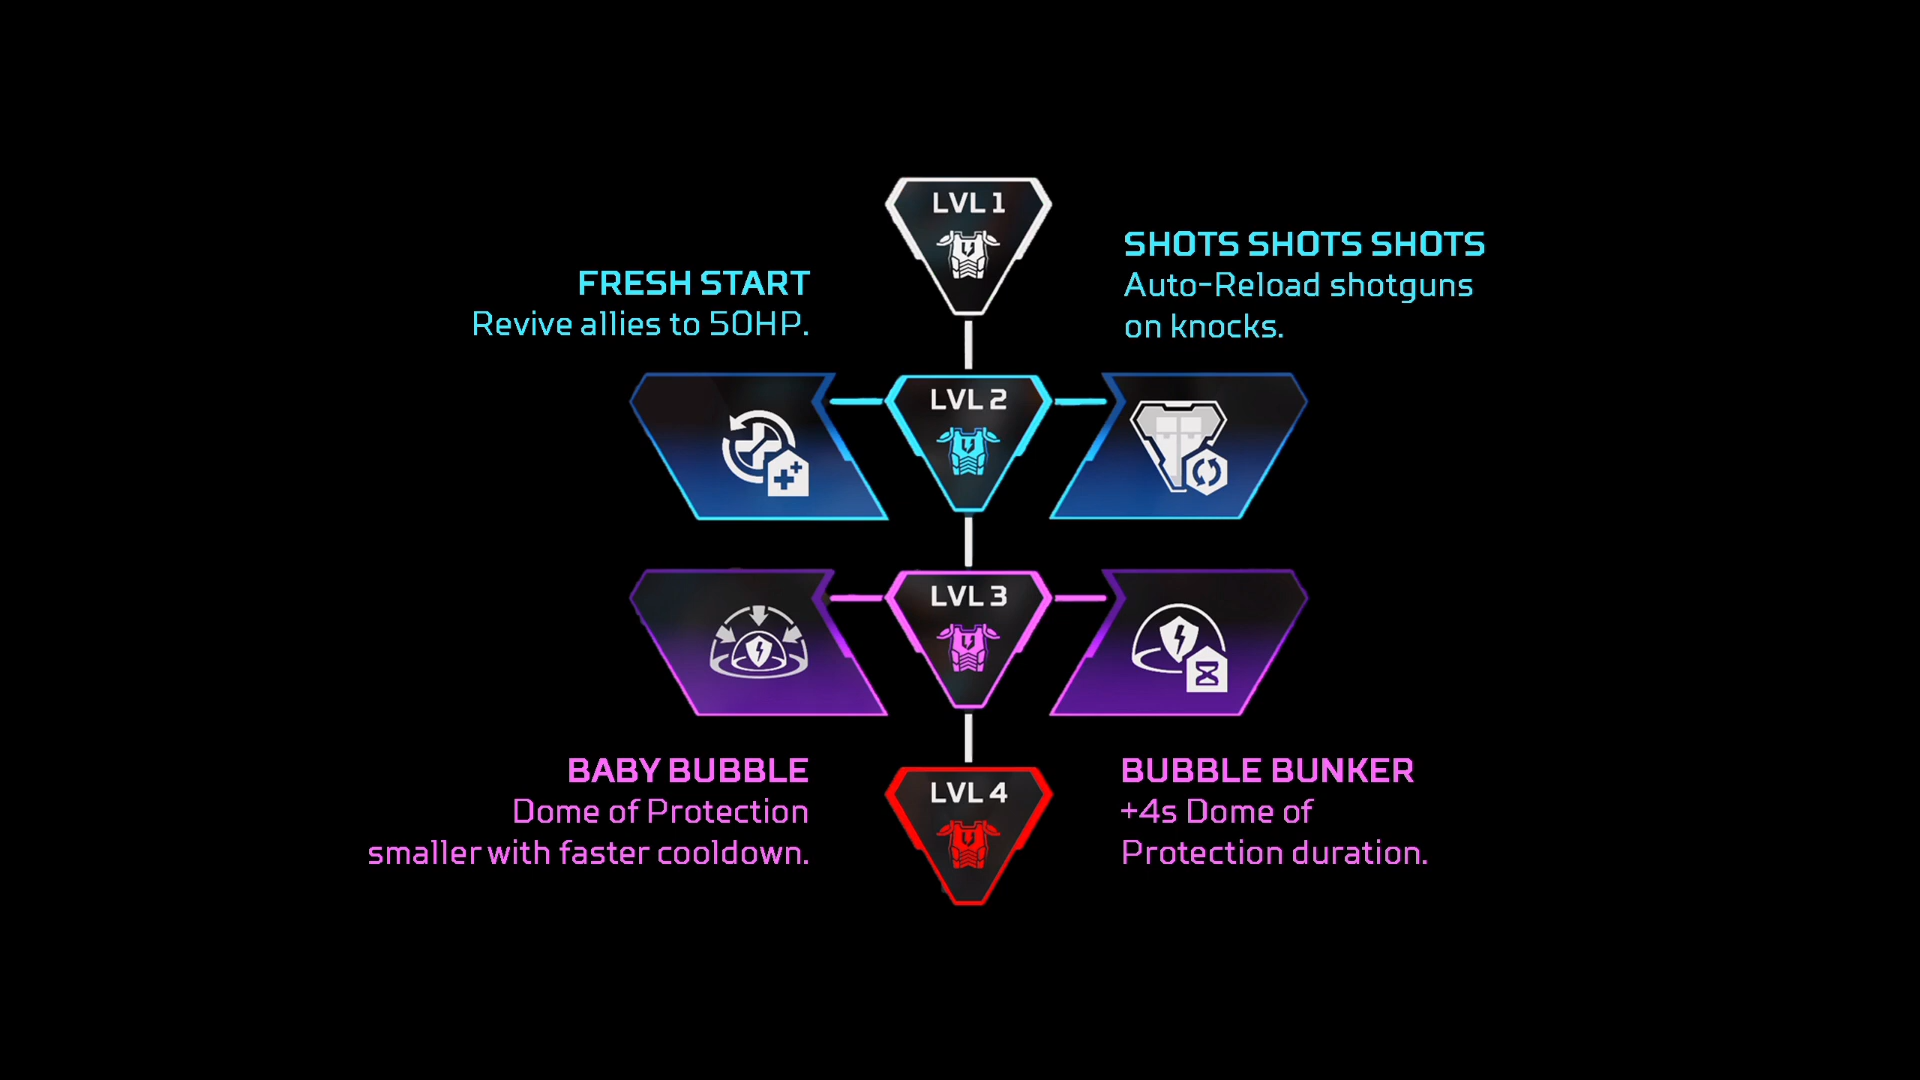 LVL 1
FRESH START
Revive allies to 50HP.
SHOTS SHOTS SHOTS
Auto-Reload shotguns
on knocks.
LVL 2
LVL 3
BABY BUBBLE
Dome of Protection
smaller with faster cooldown.
BUBBLE BUNKER
+4s Dome of
Protection duration.
LVL 4